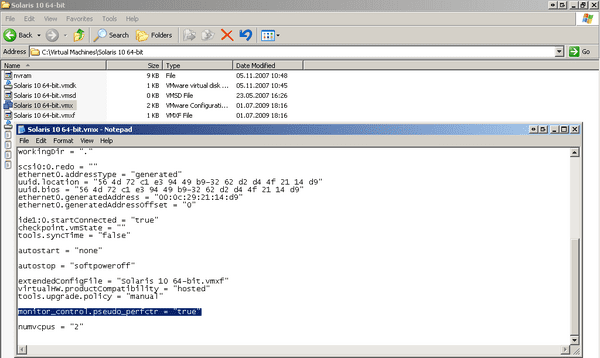 Solaris 10 64-bit
File Edit View Favorites Tools Help
Back Search Folders
Address C:\Virtual Machines\Solaris 10 64-bit Go
Name Size Type Date Modified
nvram 9 KB File 05.11.2007 10:48
Solaris 10 64-bit.vmdk 1 KB VMware virtual disk ... 05.11.2007 10:45
Solaris 10 64-bit.vmsd 0 KB VMSD File 23.05.2007 16:26
Solaris 10 64-bit.vmx 2 KB VMware Configurati... 01.07.2009 18:16
Solaris 10 64-bit.vmxf 1 KB VMXF File 01.07.2009 18:16
Solaris 10 64-bit.vmx - Notepad
File Edit Format View Help
workingDir = "."
scsi0:0.redo = ""
ethernet0.addressType = "generated"
uuid.location = "56 4d 72 c1 e3 94 49 b9-32 62 d2 d4 4f 21 14 d9"
uuid.bios = "56 4d 72 c1 e3 94 49 b9-32 62 d2 d4 4f 21 14 d9"
ethernet0.generatedAddress = "00:0c:29:21:14:d9"
ethernet0.generatedAddressOffset = "0"
ide1:0.startConnected = "true"
checkpoint.vmState = ""
tools.syncTime = "false"
autostart = "none"
autostop = "softpoweroff"
extendedConfigFile = "Solaris 10 64-bit.vmxf"
virtualHW.productCompatibility = "hosted"
tools.upgrade.policy = "manual"
monitor_control.pseudo_perfctr = "true"
numvcpus = "2"